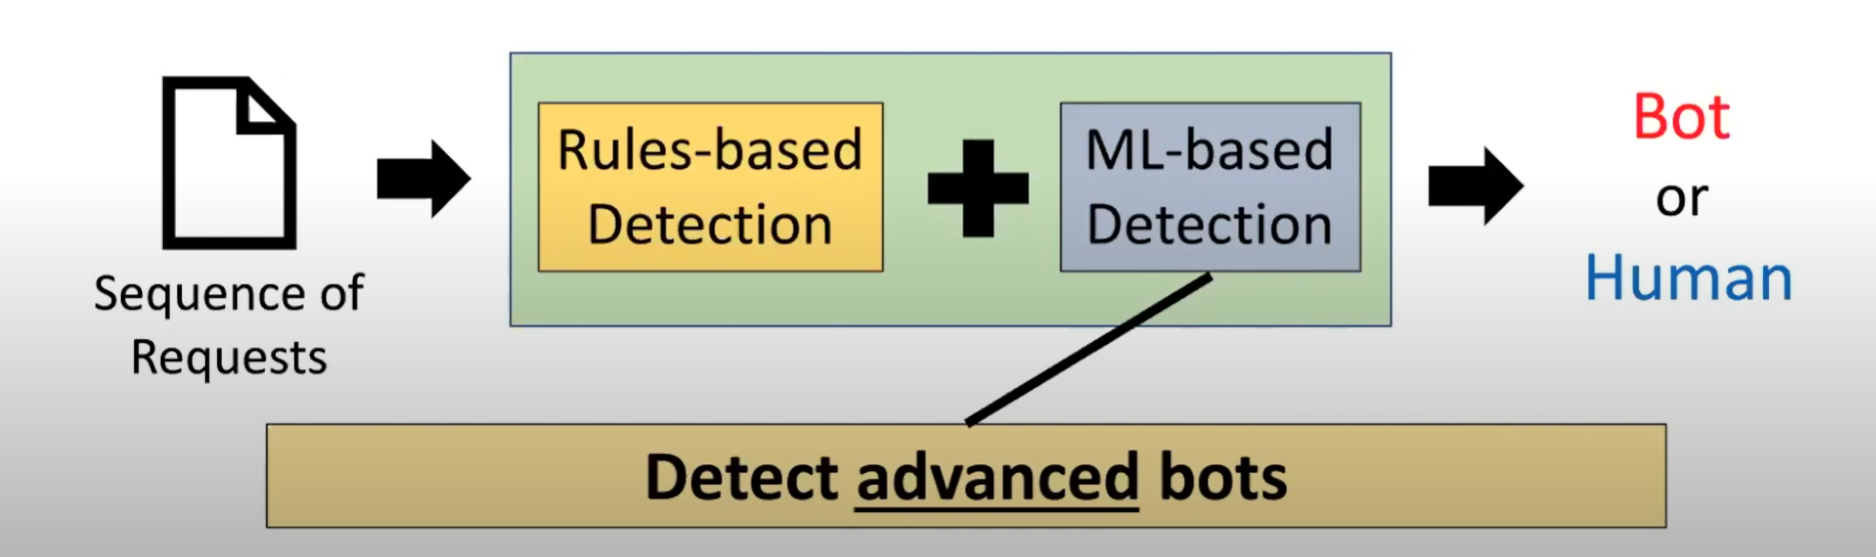 Sequence of
Requests
Rules-based
Detection
ML-based
Detection
Bot
or
Human
Detect advanced bots